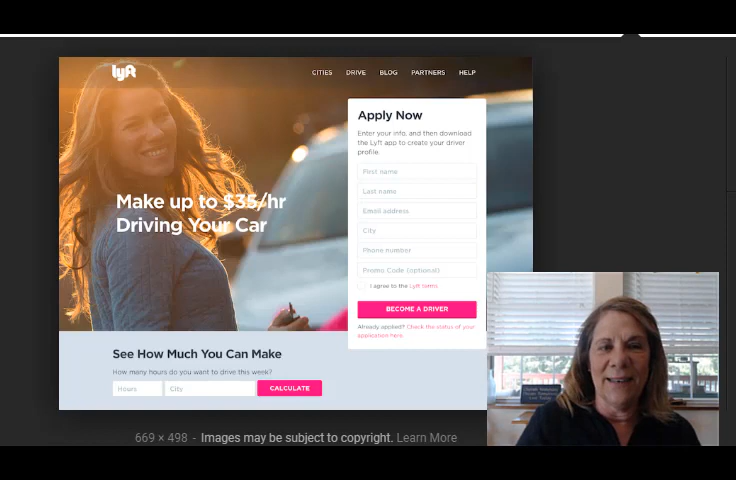 lyft
CITIES DRIVE BLOG PARTNERS HELP
Make up to $35/hr
Driving Your Car
Apply Now
Enter your info, and then download
the Lyft app to create your driver
profile
First name
Last name
Email address
City
Phone number
Promo Code (optional)
I agree to the Lyft terms
BECOME A DRIVER
Already applied? Check the status of your
application here.
See How Much You Can Make
How many hours do you want to drive this week?
Hours City CALCULATE
669 × 498 - Images may be subject to copyright. Learn More